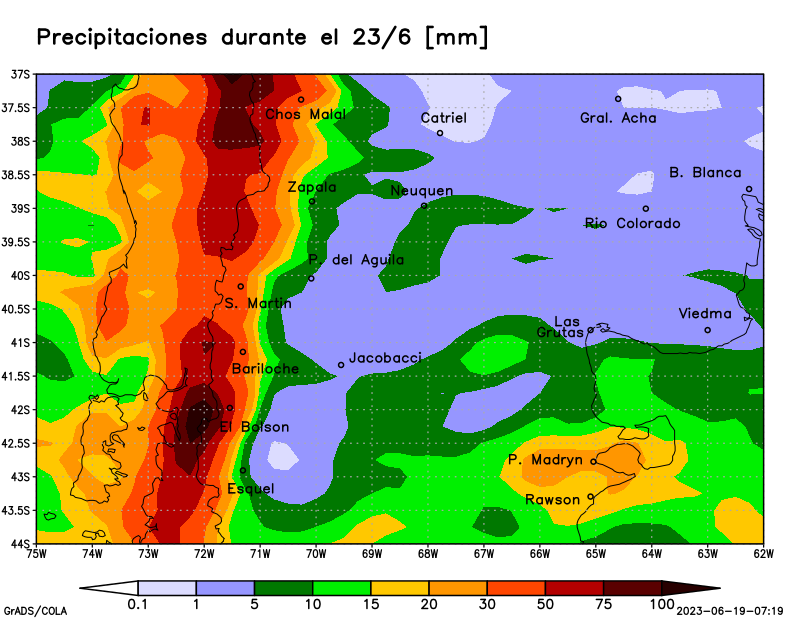 Precipitaciones durante el 23/6 [mm]
37S
37.5S
38S
38.5S
39S
39.5S
40S
40.5S
41S
41.5S
42S
42.5S
43S
43.5S
44S
Chos Malal
Catriel
Gral. Acha
B. Blanca
Zapala
Neuquen
Rio Colorado
P. del Aguila
S. Martin
Viedma
Las
Grutas
Jacobacci
Bariloche
El Bolson
P. Madryn
Esquel
Rawson
75W 74W 73W 72W 71W 70W 69W 68W 67W 66W 65W 64W 63W 62W
0.1 1 5 10 15 20 30 50 75 100
GrADS/COLA
2023-06-19-07:19